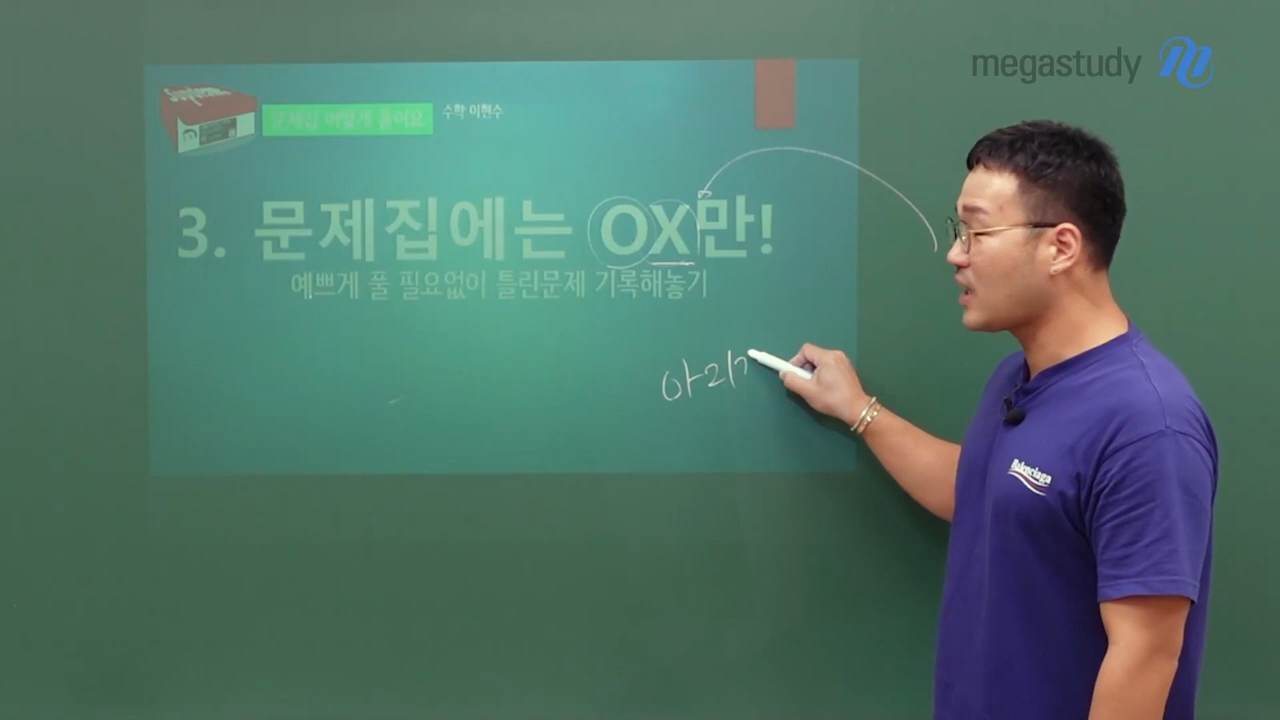 megastudy
문제집 어떻게 풀어요
수학 이현수
3. 문제집에는 OX만!
예쁘게 풀 필요없이 틀린문제 기록해놓기
아리
Balenciaga